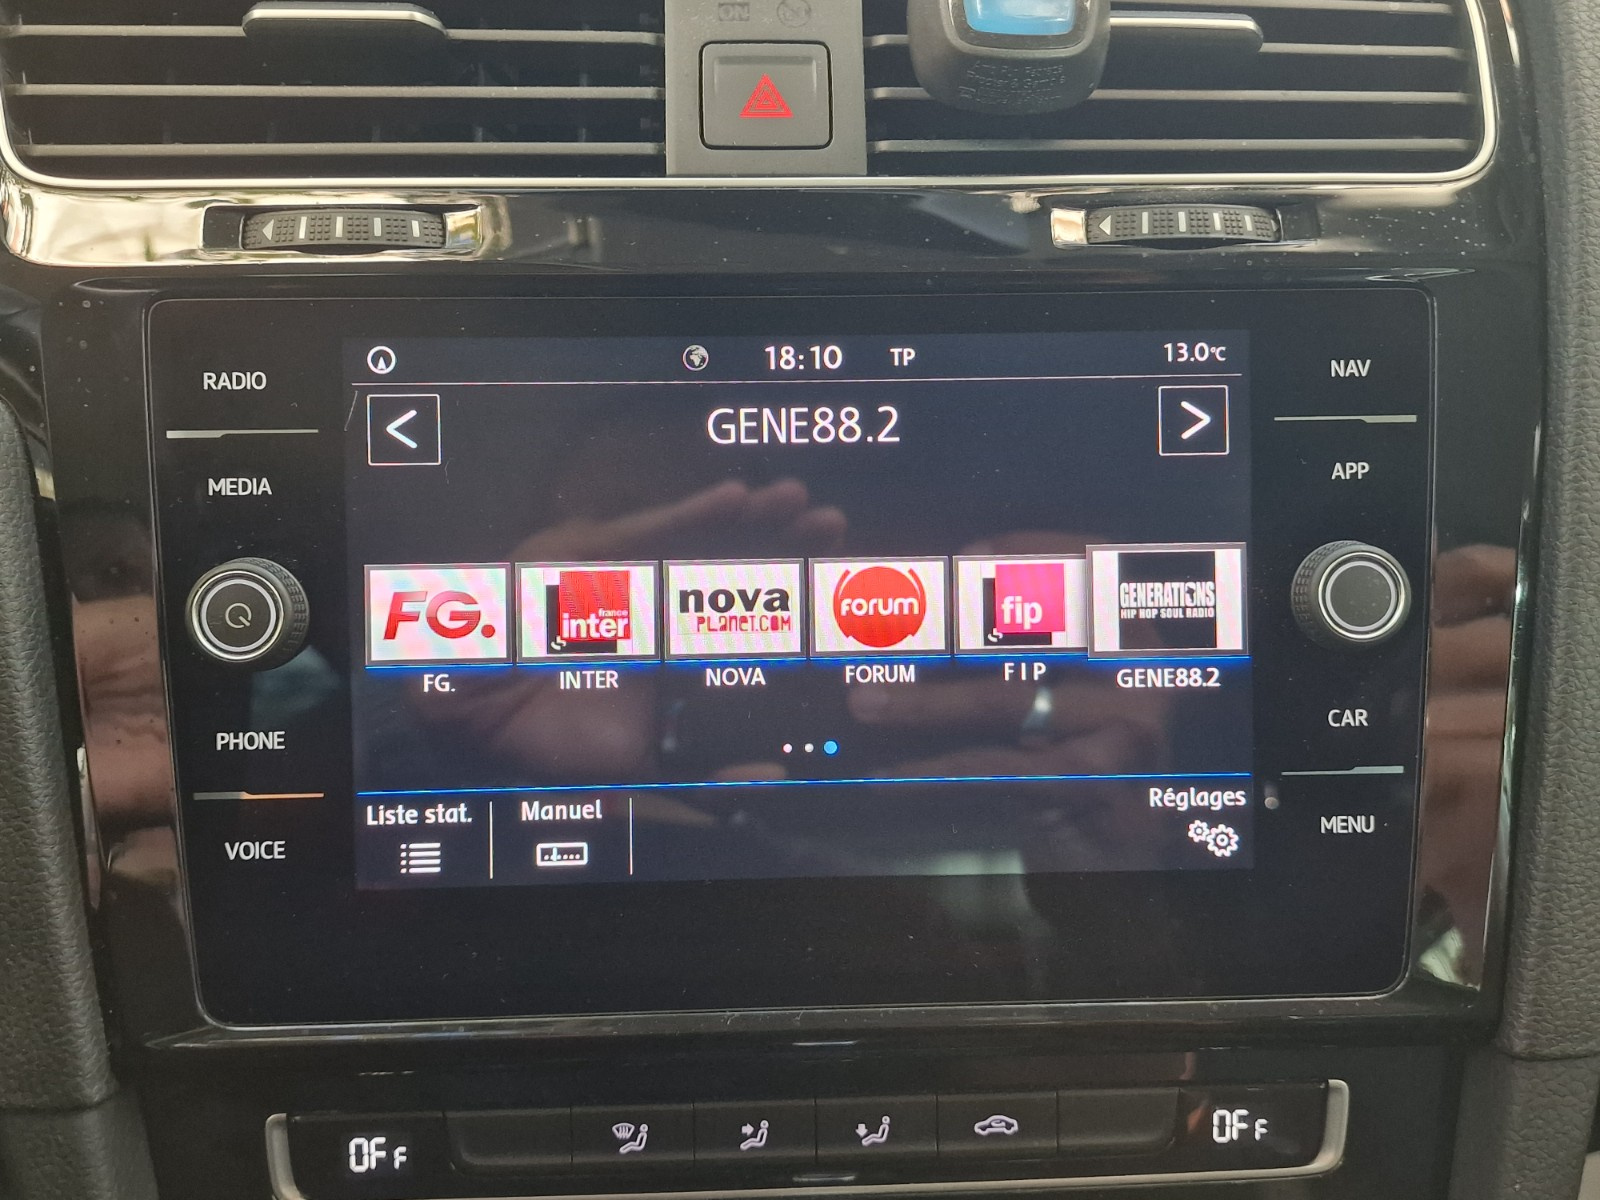 ON
RADIO
MEDIA
PHONE
VOICE
18:10 TP 13.0°C
< GENE88.2 >
FG.
france
inter
nova
PLaneT.COM
FORUM
fip
GENERATIONS
HIP HOP SOUL RADIO
FG. INTER NOVA FORUM F I P GENE88.2
Liste stat. Manuel Réglages
NAV
APP
CAR
MENU
OFF OFF